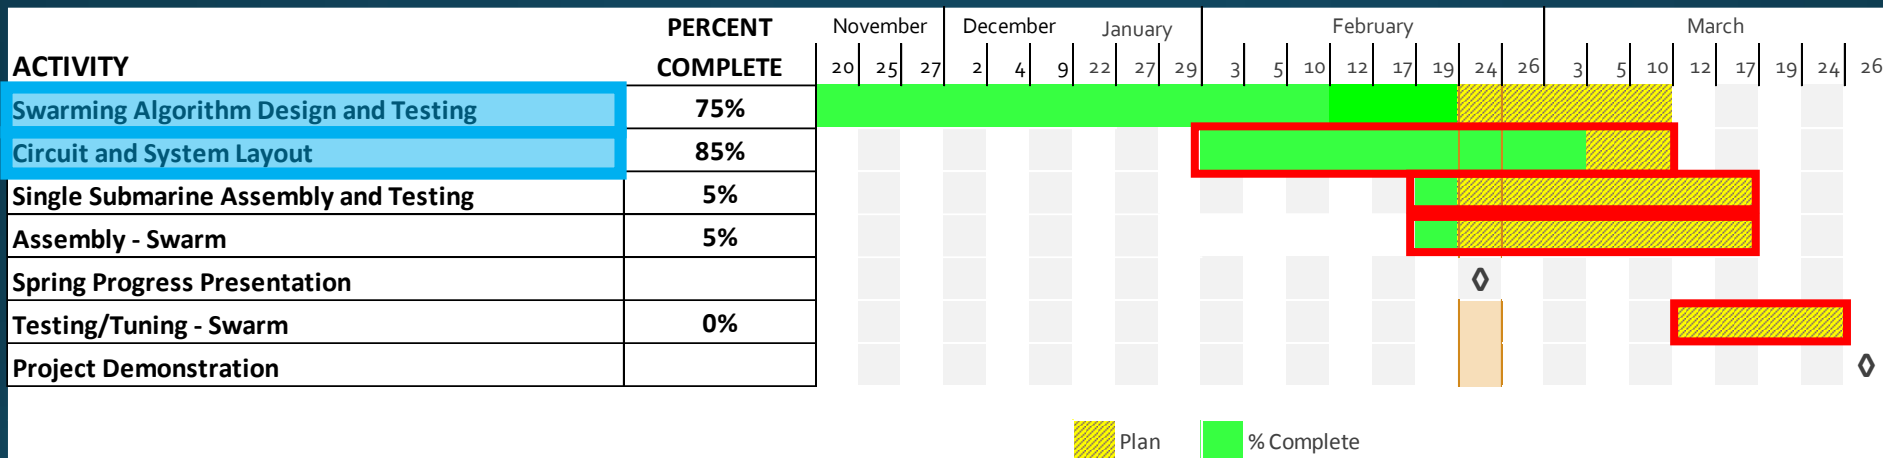 PERCENT November December January February March
ACTIVITY COMPLETE 20 25 27 2 4 9 22 27 29 3 5 10 12 17 19 24 26 3 5 10 12 17 19 24 26
Swarming Algorithm Design and Testing 75%
Circuit and System Layout 85%
Single Submarine Assembly and Testing 5%
Assembly - Swarm 5%
Spring Progress Presentation
Testing/Tuning - Swarm 0%
Project Demonstration
Plan % Complete